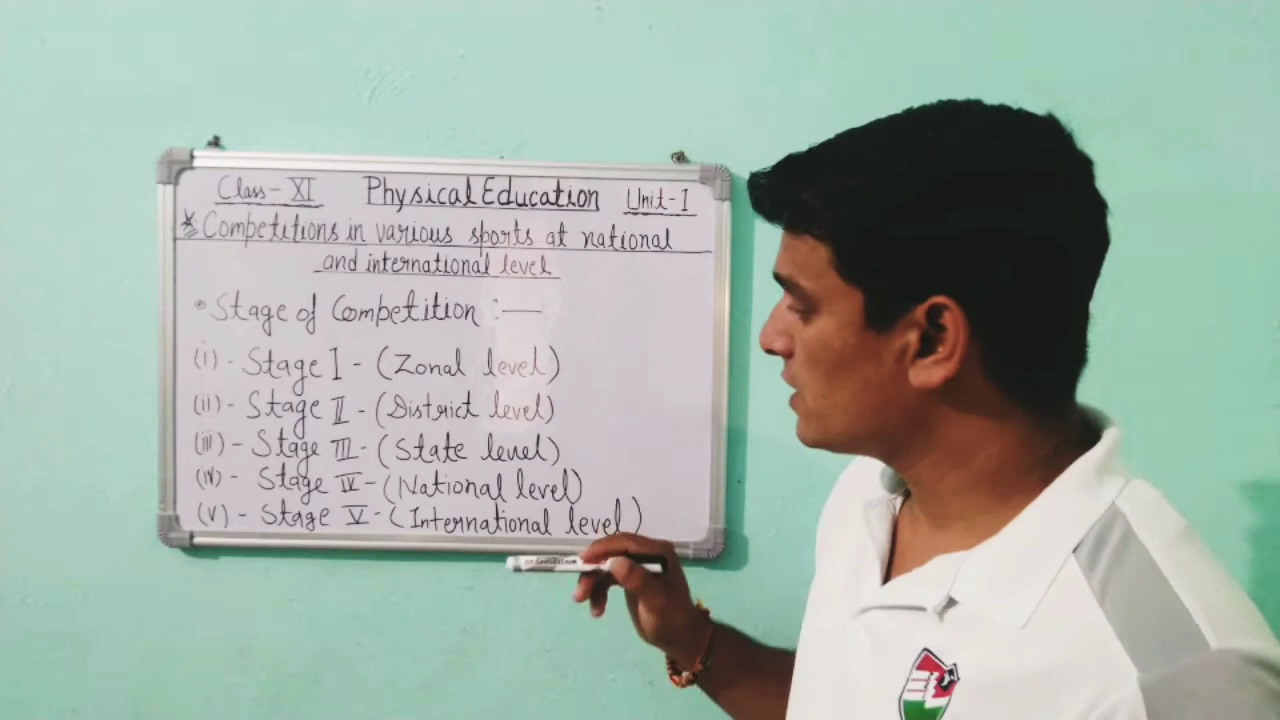 Class - XI Physical Education Unit - I
* Competitions in various sports at national
and international level
• Stage of Competition :—
(i) - Stage I - (Zonal level)
(ii) - Stage II - (District level)
(iii) - Stage III - (State level)
(iv) - Stage IV - (National level)
(v) - Stage V - (International level)